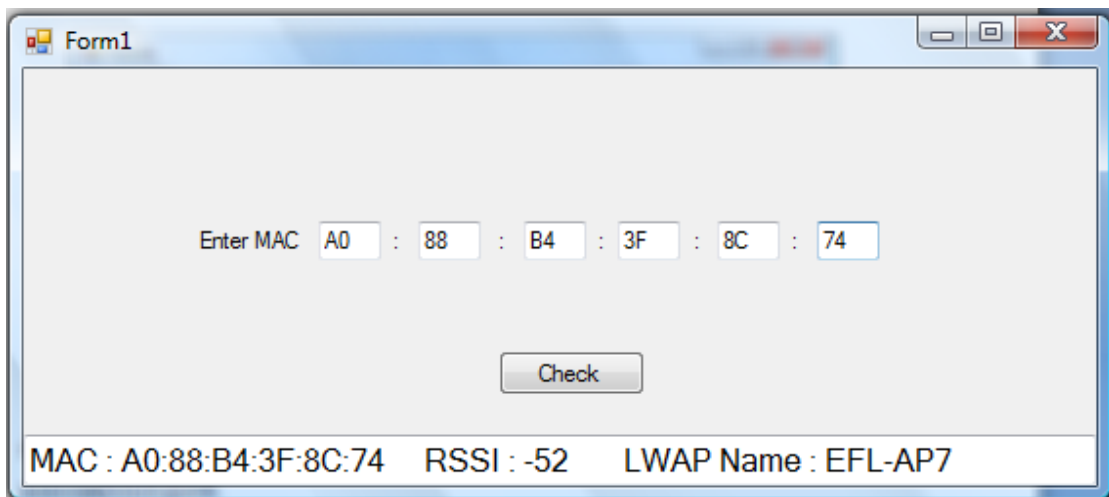 Form1
Enter MAC A0 : 88 : B4 : 3F : 8C : 74
Check
MAC : A0:88:B4:3F:8C:74 RSSI : -52 LWAP Name : EFL-AP7